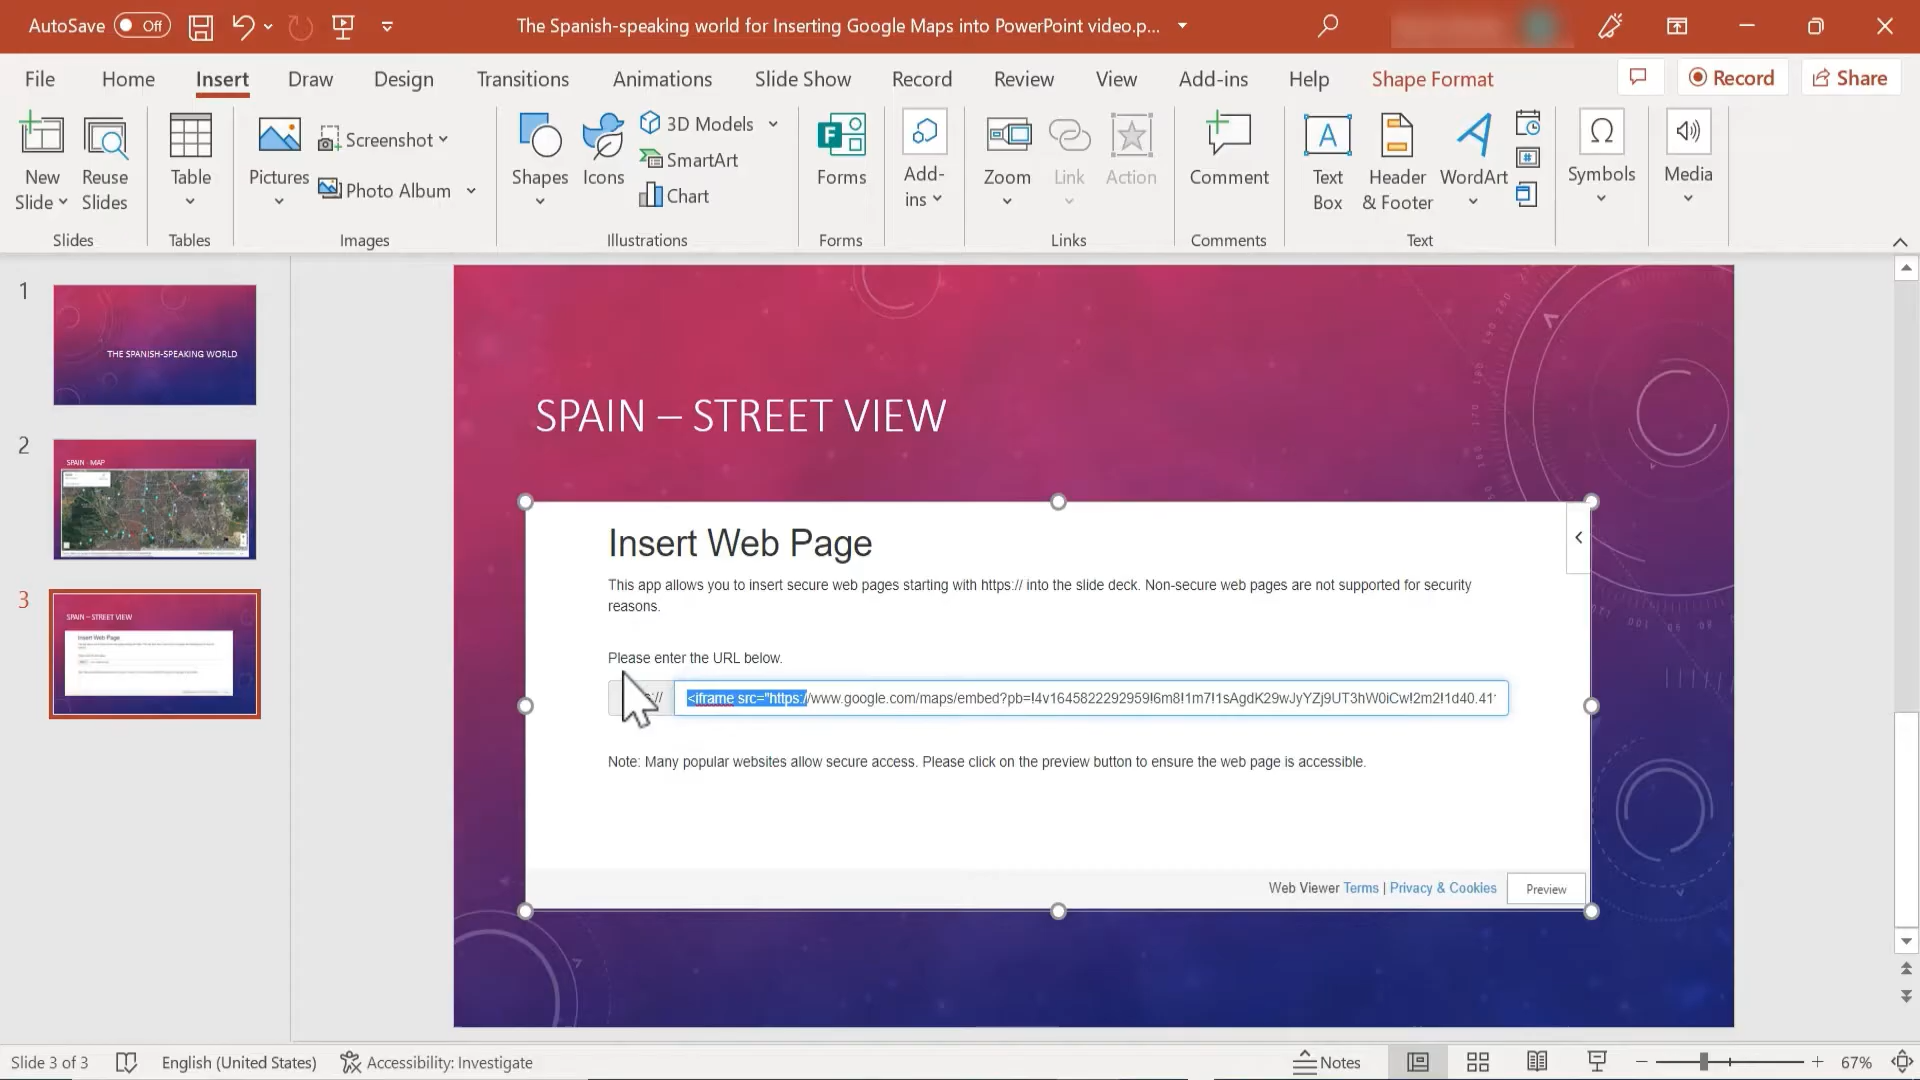 AutoSave Off The Spanish-speaking world for Inserting Google Maps into PowerPoint video.p...
File Home Insert Draw Design Transitions Animations Slide Show Record Review View Add-ins Help Shape Format Record Share
New Slide
Reuse Slides
Table
Pictures
Screenshot
Photo Album
Shapes
Icons
3D Models
SmartArt
Chart
Forms
Add-ins
Zoom
Link
Action
Comment
Text Box
Header & Footer
WordArt
Symbols
Media
Slides Tables Images Illustrations Forms Links Comments Text
1
THE SPANISH-SPEAKING WORLD
2
SPAIN - MAP
3
SPAIN – STREET VIEW
Insert Web Page
SPAIN – STREET VIEW
Insert Web Page
This app allows you to insert secure web pages starting with https:// into the slide deck. Non-secure web pages are not supported for security
reasons.
Please enter the URL below.
<iframe src="https://www.google.com/maps/embed?pb=!4v1645822292959!6m8!1m7!1sAgdK29wJyYZj9UT3hW0iCw!2m2!1d40.41
Note: Many popular websites allow secure access. Please click on the preview button to ensure the web page is accessible.
Web Viewer Terms | Privacy & Cookies Preview
Slide 3 of 3 English (United States) Accessibility: Investigate Notes 67%